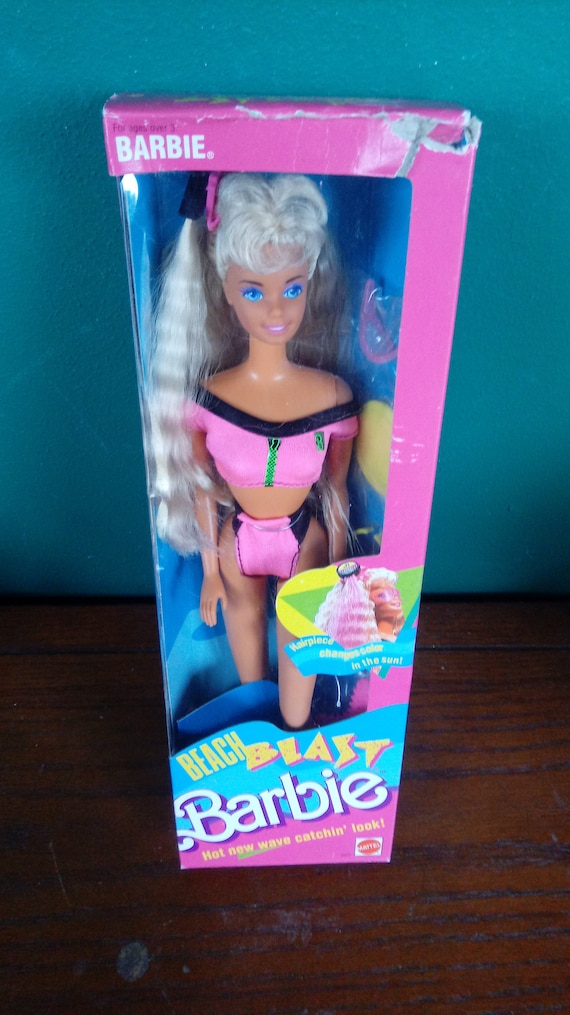 For ages over 3
BARBIE®
Hairpiece
changes color
in the sun!
BEACH BLAST
Barbie
Hot new wave catchin' look!
MATTEL